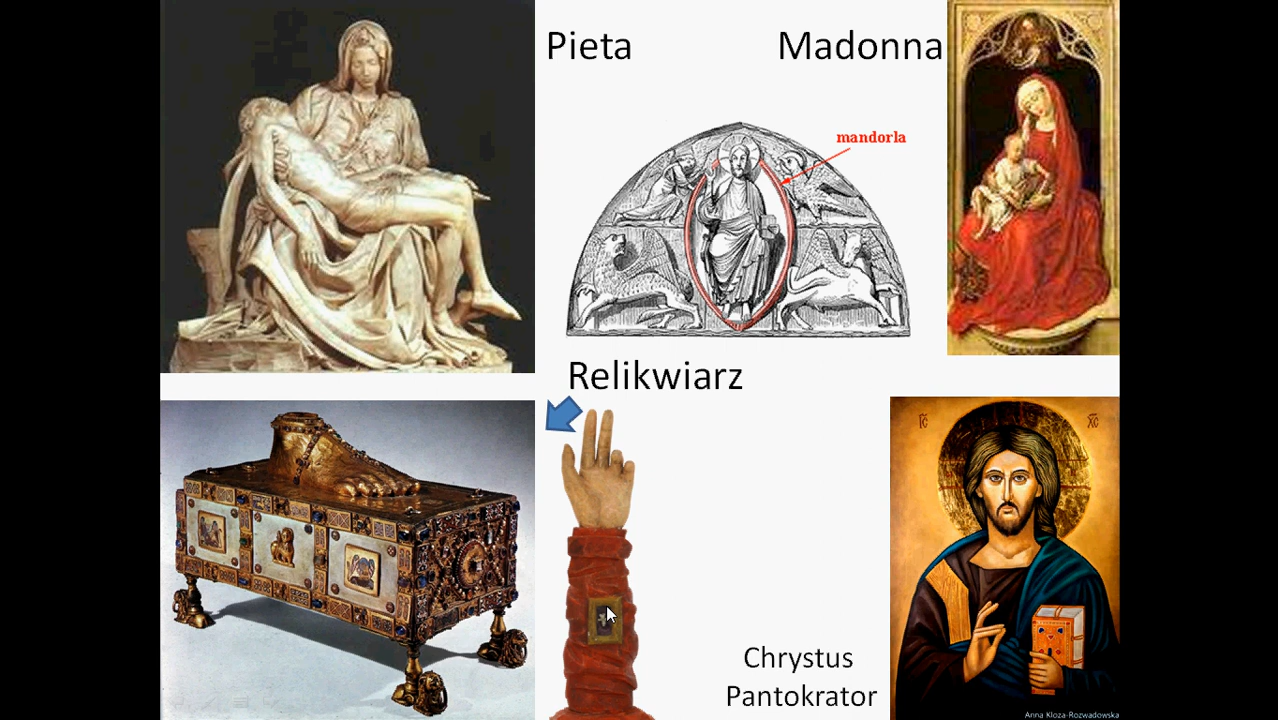 Pieta
Madonna
mandorla
Relikwiarz
Chrystus
Pantokrator
Anna Kloza-Rozwadowska